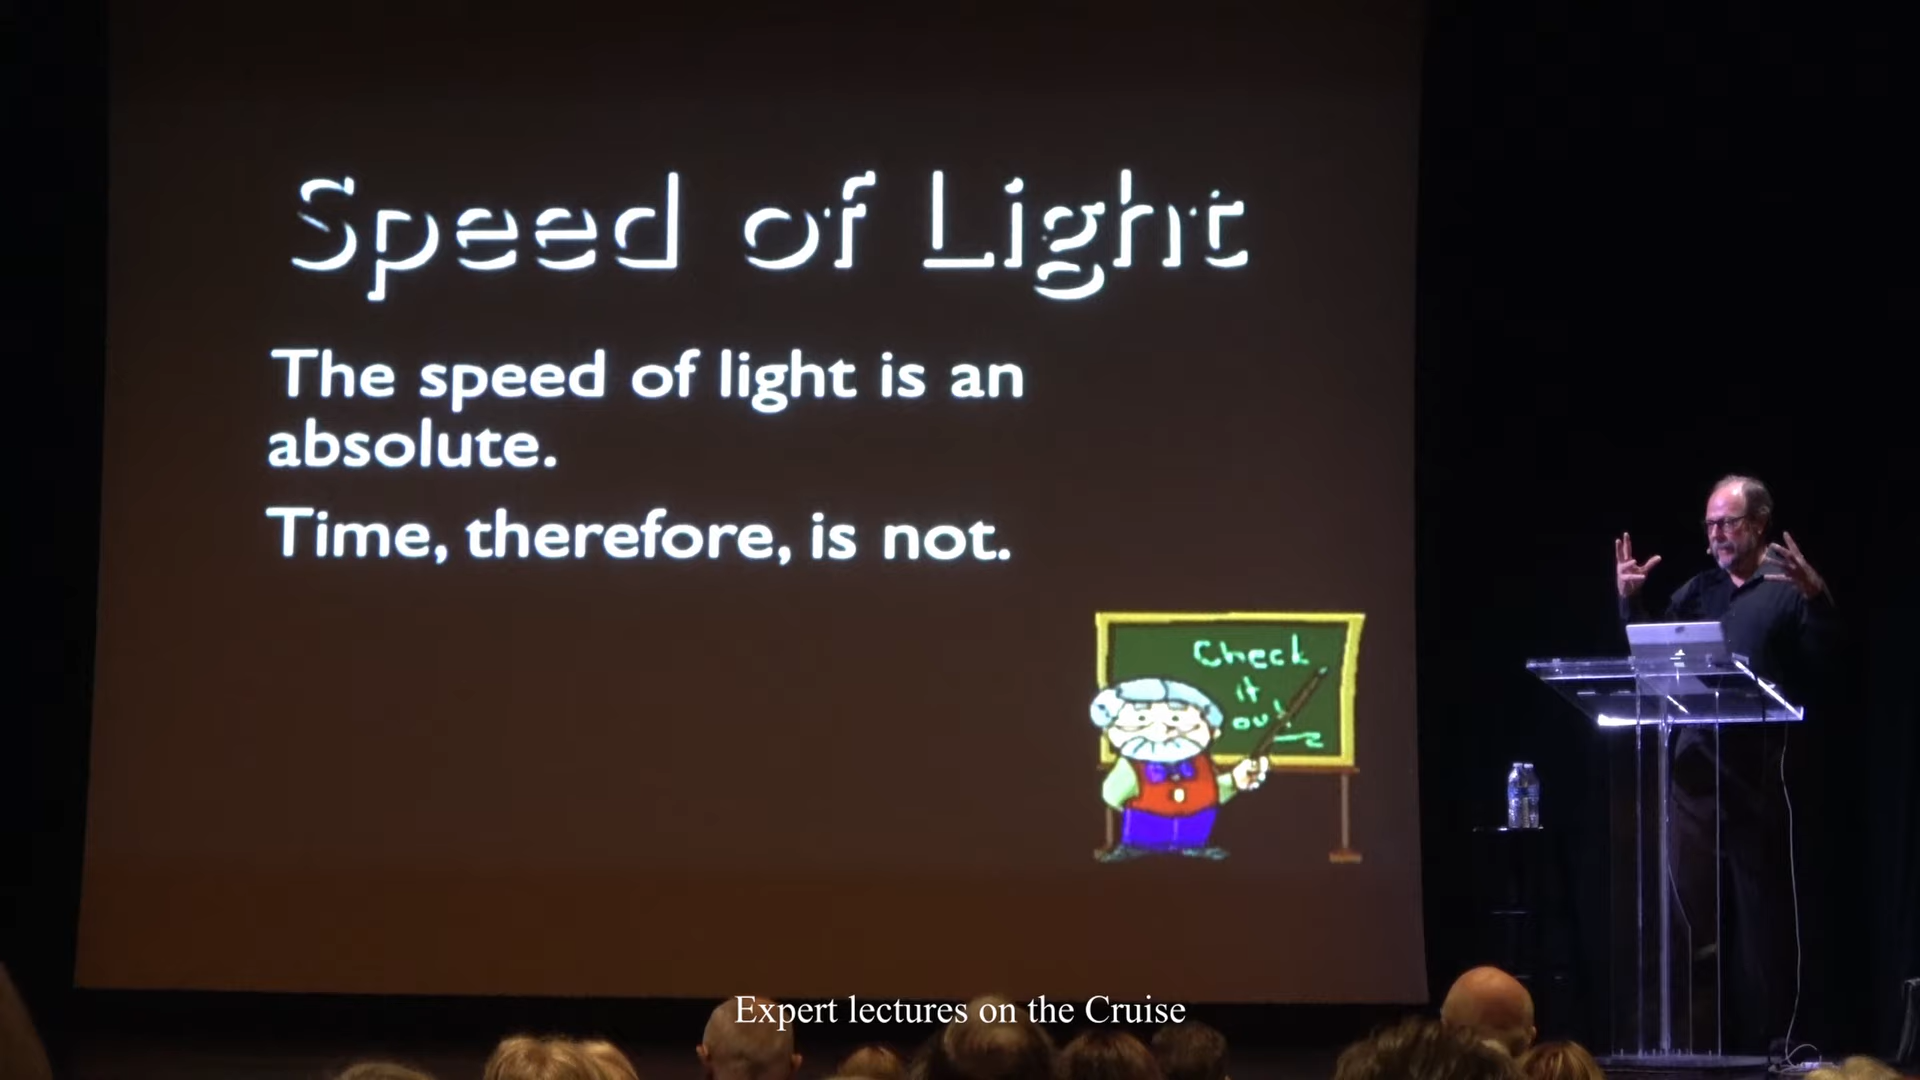 Speed of Light
The speed of light is an
absolute.
Time, therefore, is not.
Check
it
out!
Expert lectures on the Cruise